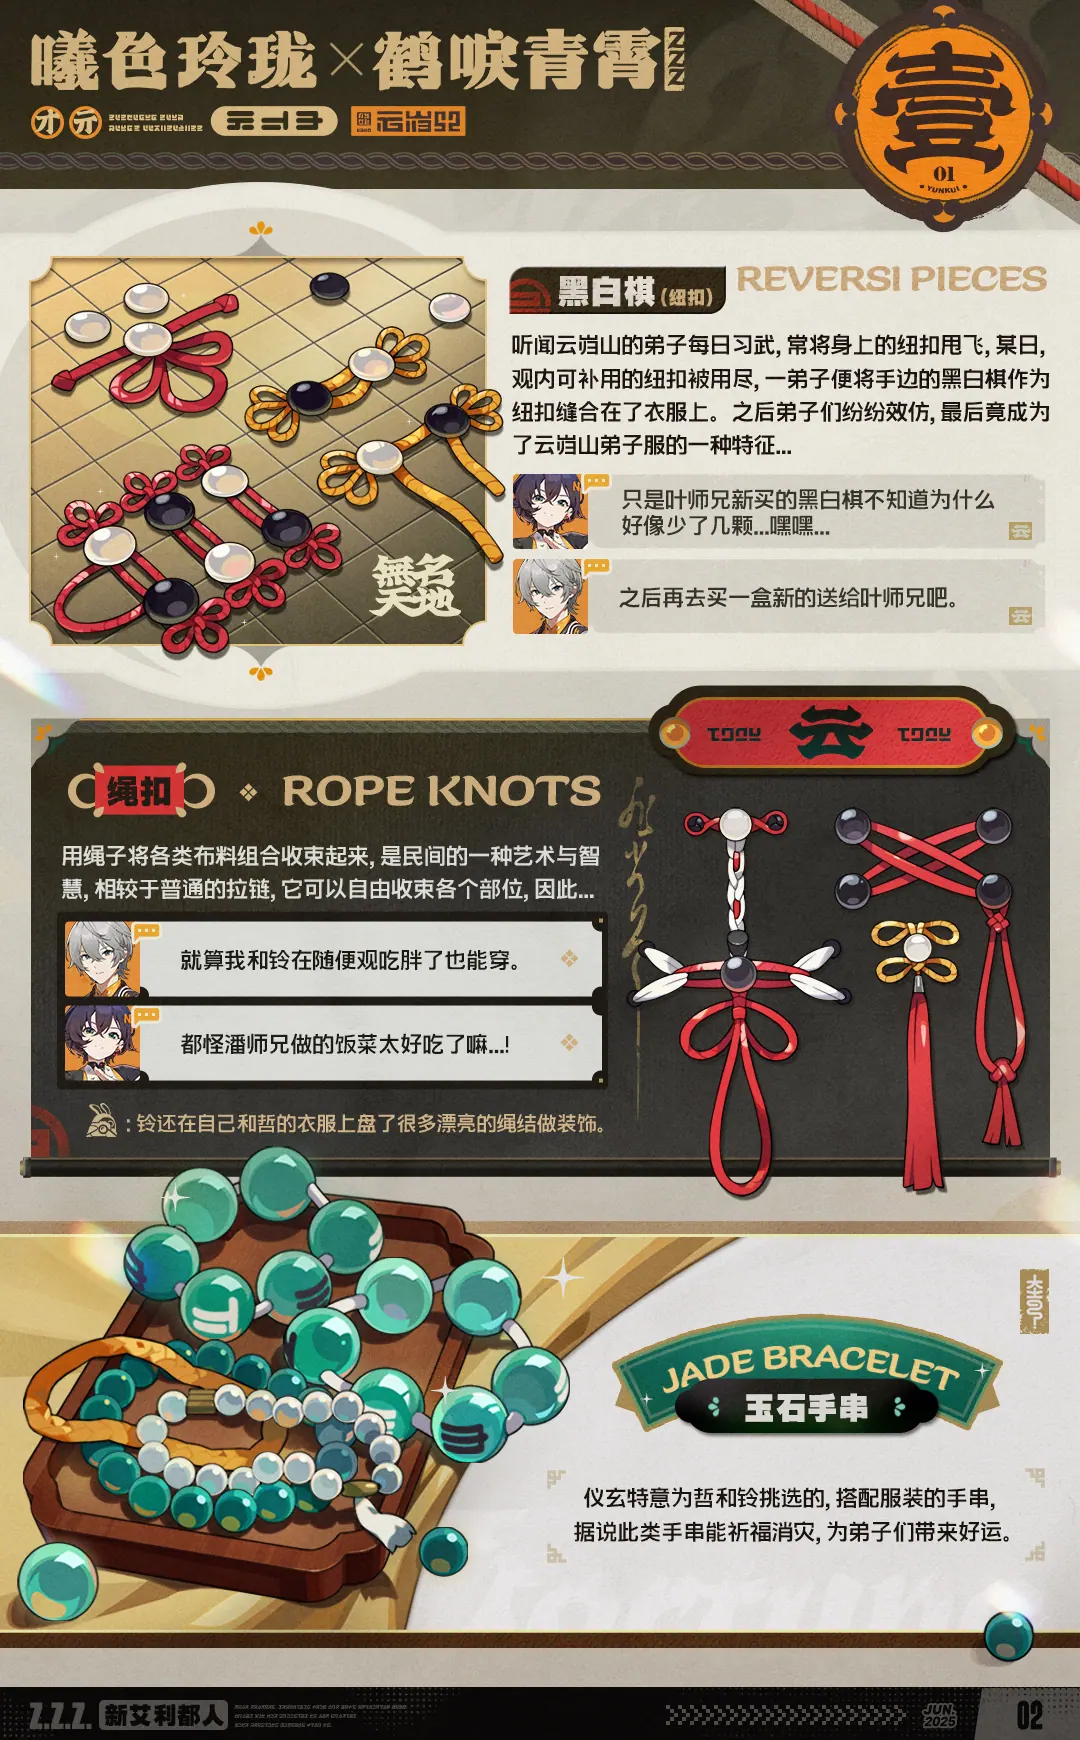 曦色玲珑×鹤唳青霄
ZZZ
壹
01
YUNKUI
黑白棋(纽扣)
REVERSI PIECES
听闻云岿山的弟子每日习武,常将身上的纽扣甩飞,某日,
观内可补用的纽扣被用尽,一弟子便将手边的黑白棋作为
纽扣缝合在了衣服上。之后弟子们纷纷效仿,最后竟成为
了云岿山弟子服的一种特征...
只是叶师兄新买的黑白棋不知道为什么
好像少了几颗...嘿嘿...
云
之后再去买一盒新的送给叶师兄吧。
云
無名
天地
云
绳扣
ROPE KNOTS
用绳子将各类布料组合收束起来,是民间的一种艺术与智
慧,相较于普通的拉链,它可以自由收束各个部位,因此...
就算我和铃在随便观吃胖了也能穿。
都怪潘师兄做的饭菜太好吃了嘛...!
:铃还在自己和哲的衣服上盘了很多漂亮的绳结做装饰。
JADE BRACELET
玉石手串
仪玄特意为哲和铃挑选的,搭配服装的手串,
据说此类手串能祈福消灾,为弟子们带来好运。
Z.Z.Z.
新艾利都人
JUN.
2025
02